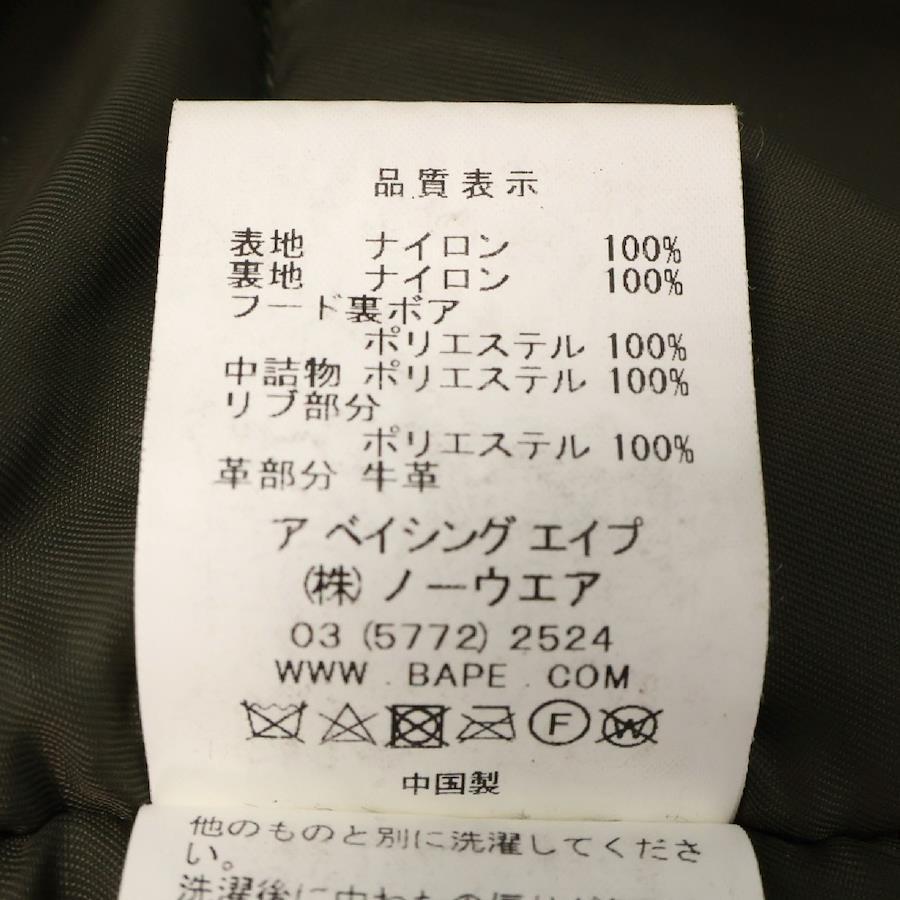 品質表示
表地 ナイロン 100%
裏地 ナイロン 100%
フード裏ボア
ポリエステル 100%
中詰物 ポリエステル 100%
リブ部分
ポリエステル 100%
革部分 牛革
ア ベイシング エイプ
(株) ノーウエア
03 (5772) 2524
WWW . BAPE . COM
F W
中国製
他のものと別に洗濯してくださ
い。